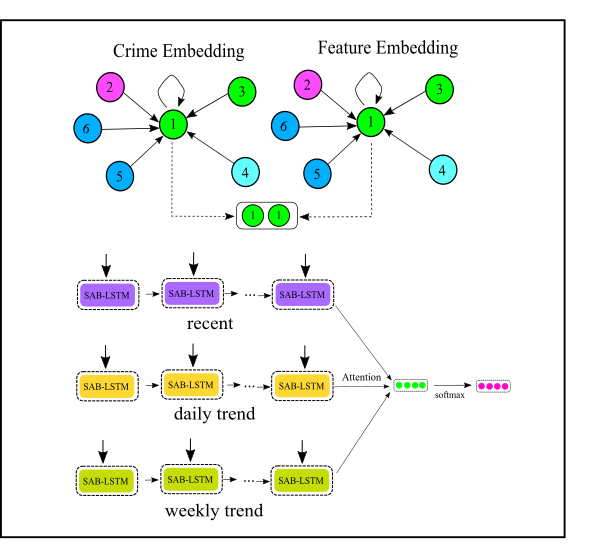 Crime Embedding
Feature Embedding
2
3
1
6
5
4
2
3
1
6
5
4
1 1
SAB-LSTM SAB-LSTM ... SAB-LSTM
recent
SAB-LSTM SAB-LSTM ... SAB-LSTM
Attention
softmax
daily trend
SAB-LSTM SAB-LSTM ... SAB-LSTM
weekly trend